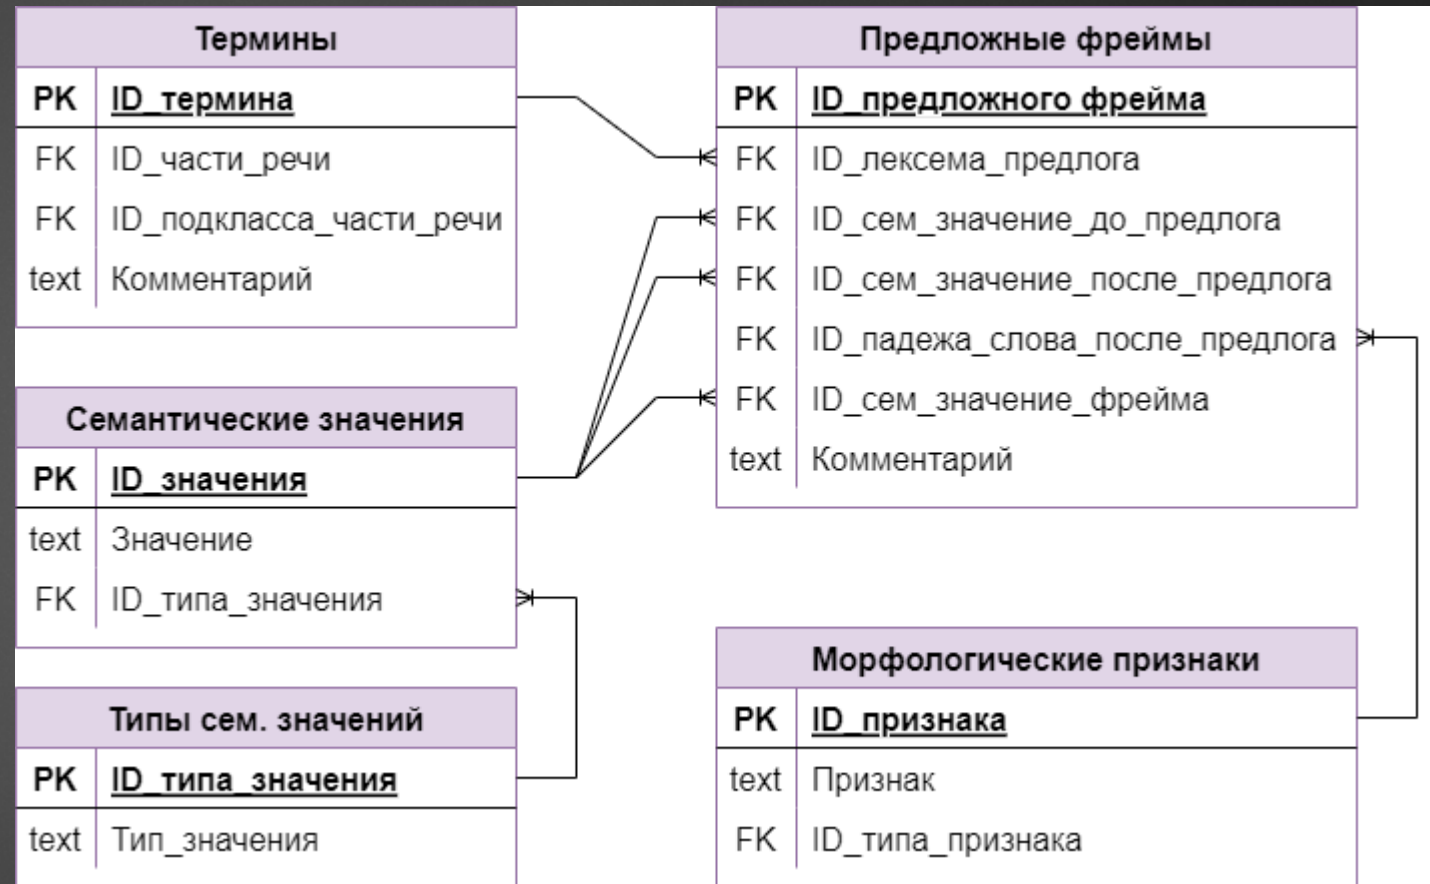 Термины
PK ID_термина
FK ID_части_речи
FK ID_подкласса_части_речи
text Комментарий
Семантические значения
PK ID_значения
text Значение
FK ID_типа_значения
Типы сем. значений
PK ID_типа_значения
text Тип_значения
Предложные фреймы
PK ID_предложного фрейма
FK ID_лексема_предлога
FK ID_сем_значение_до_предлога
FK ID_сем_значение_после_предлога
FK ID_падежа_слова_после_предлога
FK ID_сем_значение_фрейма
text Комментарий
Морфологические признаки
PK ID_признака
text Признак
FK ID_типа_признака